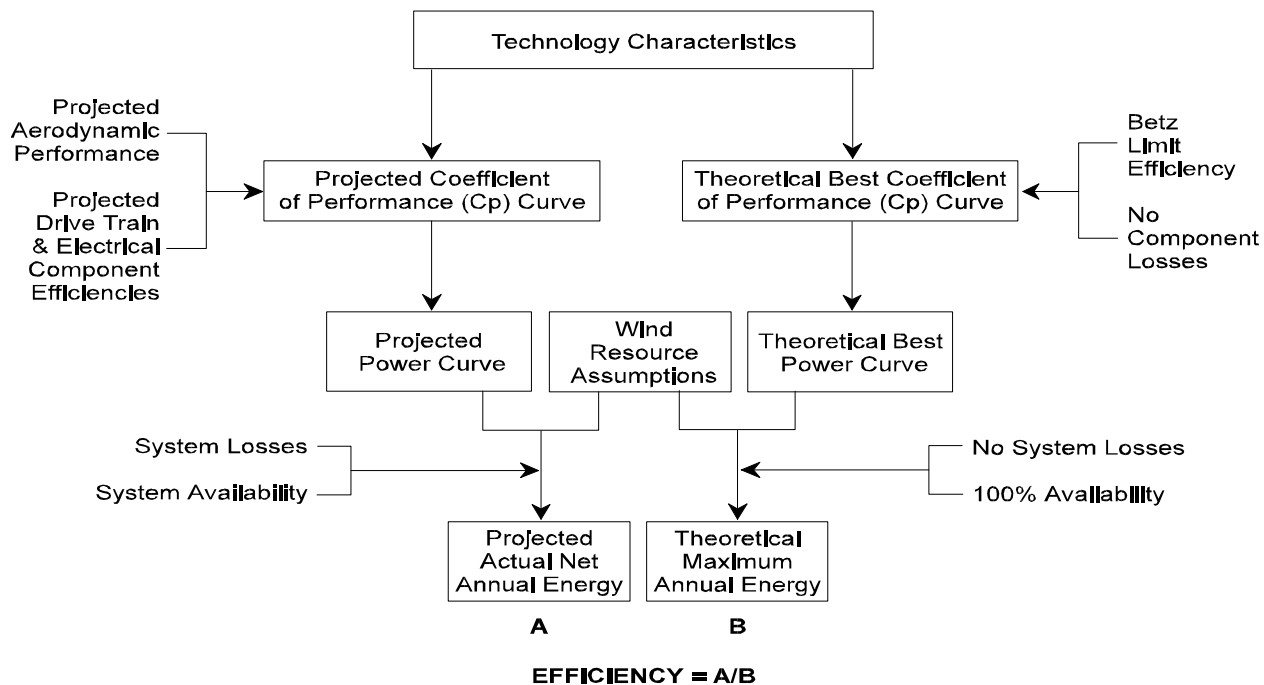 Technology Characteristics
Projected
Aerodynamic
Performance
Projected
Drive Train
& Electrical
Component
Efficiencies
Projected Coefficient
of Performance (Cp) Curve
Theoretical Best Coefficient
of Performance (Cp) Curve
Betz
Limit
Efficiency
No
Component
Losses
Projected
Power Curve
Wind
Resource
Assumptions
Theoretical Best
Power Curve
System Losses
System Availability
No System Losses
100% Availability
Projected
Actual Net
Annual Energy
Theoretical
Maximum
Annual Energy
A
B
EFFICIENCY = A/B